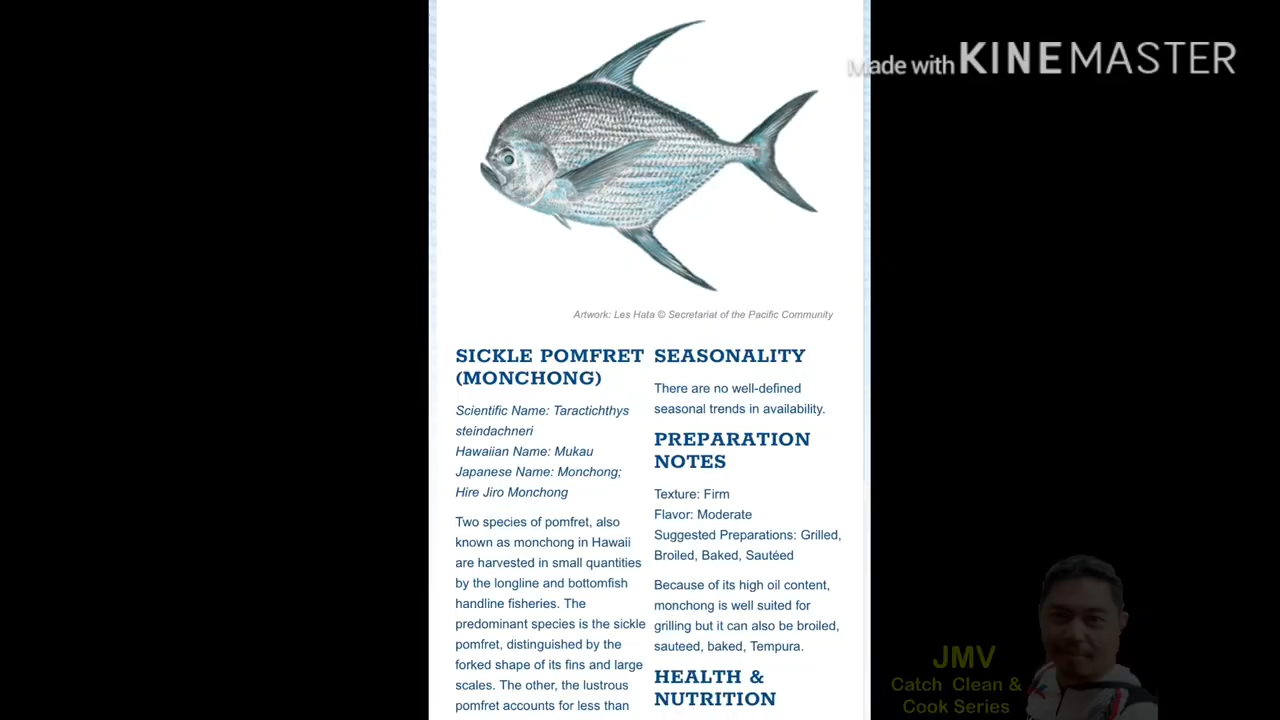 Made with KINEMASTER
Artwork: Les Hata © Secretariat of the Pacific Community
SICKLE POMFRET
(MONCHONG)
Scientific Name: Taractichthys
steindachneri
Hawaiian Name: Mukau
Japanese Name: Monchong;
Hire Jiro Monchong
Two species of pomfret, also
known as monchong in Hawaii
are harvested in small quantities
by the longline and bottomfish
handline fisheries. The
predominant species is the sickle
pomfret, distinguished by the
forked shape of its fins and large
scales. The other, the lustrous
pomfret accounts for less than
SEASONALITY
There are no well-defined
seasonal trends in availability.
PREPARATION
NOTES
Texture: Firm
Flavor: Moderate
Suggested Preparations: Grilled,
Broiled, Baked, Sautéed
Because of its high oil content,
monchong is well suited for
grilling but it can also be broiled,
sauteed, baked, Tempura.
HEALTH &
NUTRITION
JMV
Catch Clean &
Cook Series